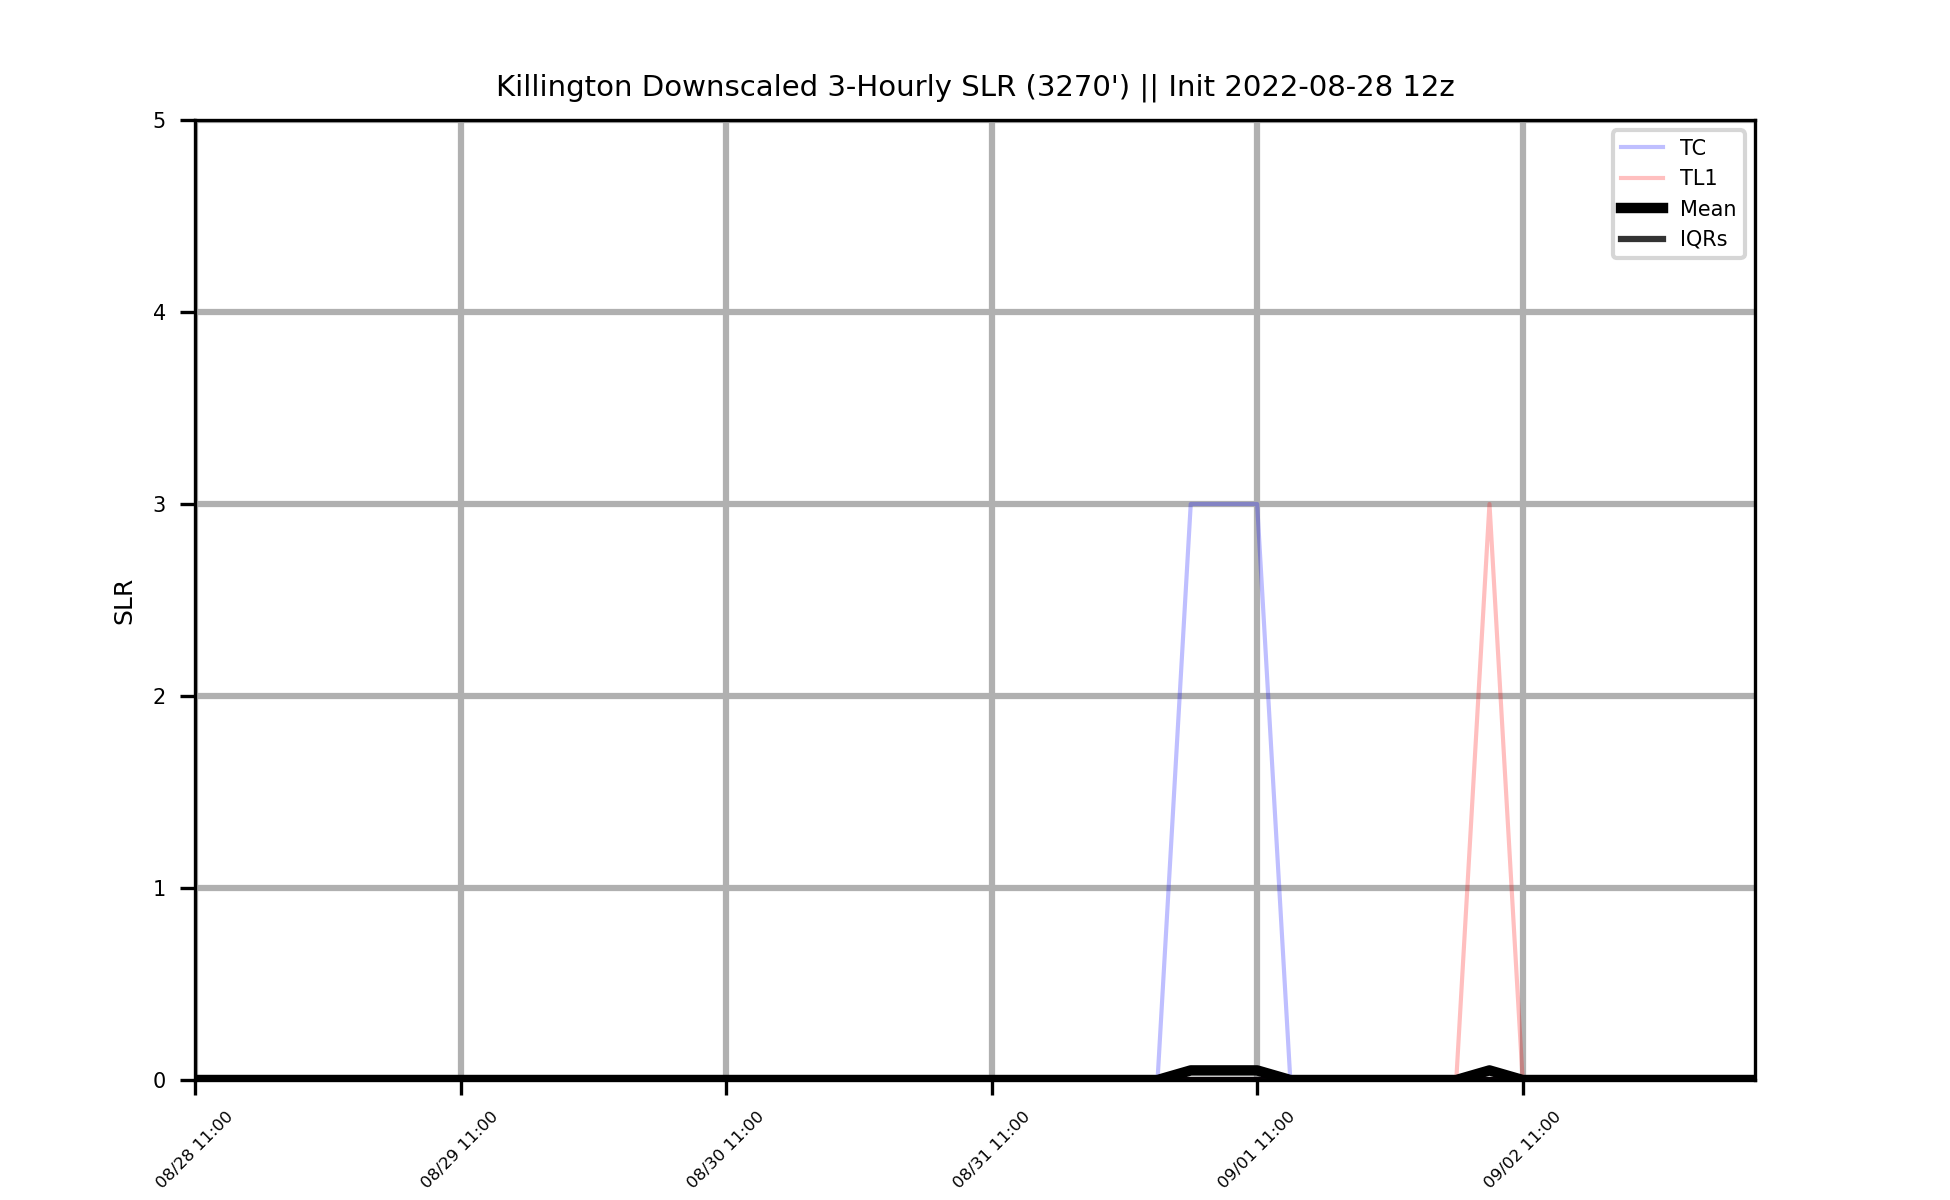 Killington Downscaled 3-Hourly SLR (3270') || Init 2022-08-28 12z
5
4
3
2
1
0
SLR
TC
TL1
Mean
IQRs
08/28 11:00
08/29 11:00
08/30 11:00
08/31 11:00
09/01 11:00
09/02 11:00